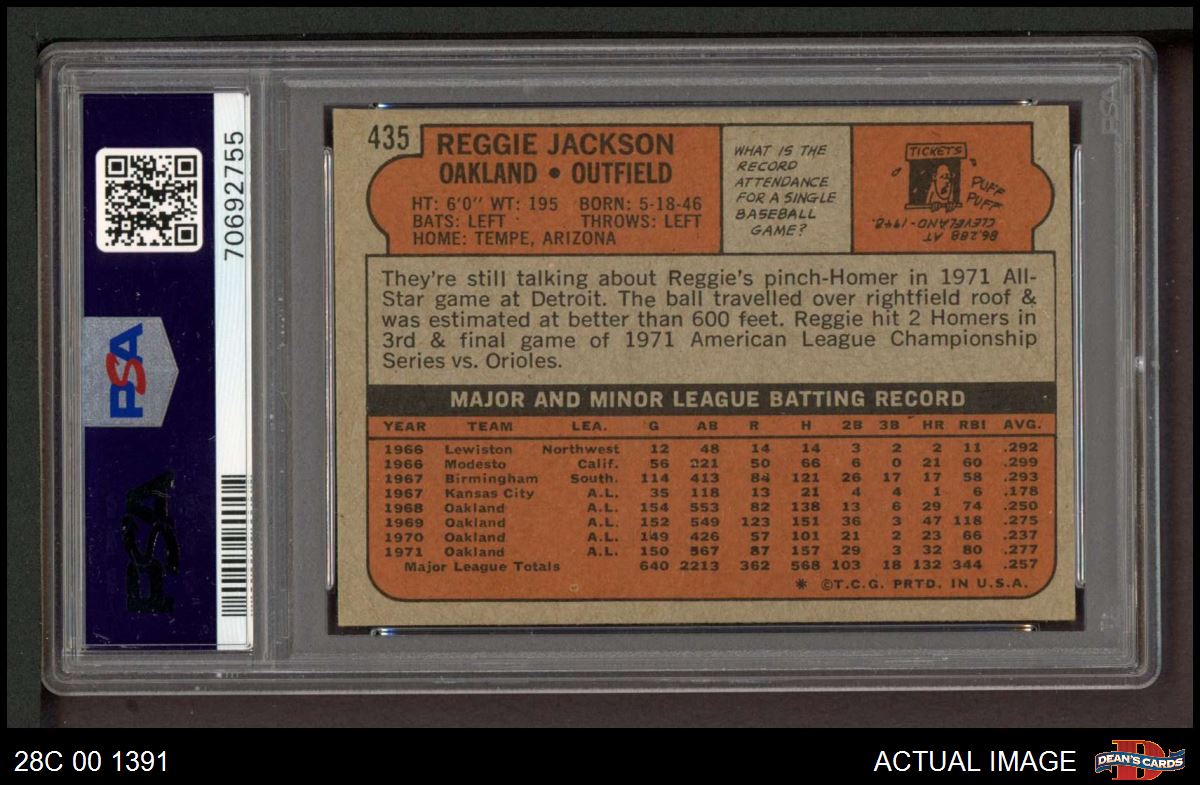 PSA
70692755
PSA
435
REGGIE JACKSON
OAKLAND • OUTFIELD
HT: 6'0" WT: 195 BORN: 5-18-46
BATS: LEFT THROWS: LEFT
HOME: TEMPE, ARIZONA
WHAT IS THE
RECORD
ATTENDANCE
FOR A SINGLE
BASEBALL
GAME?
TICKETS
PUFF
PUFF
86,288 AT
CLEVELAND-1948.
They're still talking about Reggie's pinch-Homer in 1971 All-
Star game at Detroit. The ball travelled over rightfield roof &
was estimated at better than 600 feet. Reggie hit 2 Homers in
3rd & final game of 1971 American League Championship
Series vs. Orioles.
MAJOR AND MINOR LEAGUE BATTING RECORD
YEAR TEAM LEA. G AB R H 2B 3B HR RBI AVG.
1966 Lewiston Northwest 12 48 14 14 3 2 2 11 .292
1966 Modesto Calif. 56 221 50 66 6 0 21 60 .299
1967 Birmingham South. 114 413 84 121 26 17 17 58 .293
1967 Kansas City A.L. 35 118 13 21 4 4 1 6 .178
1968 Oakland A.L. 154 553 82 138 13 6 29 74 .250
1969 Oakland A.L. 152 549 123 151 36 3 47 118 .275
1970 Oakland A.L. 149 426 57 101 21 2 23 66 .237
1971 Oakland A.L. 150 567 87 157 29 3 32 80 .277
Major League Totals 640 2213 362 568 103 18 132 344 .257
* ©T.C.G. PRTD. IN U.S.A.
PSA
28C 00 1391
ACTUAL IMAGE
D
DEAN'S CARDS